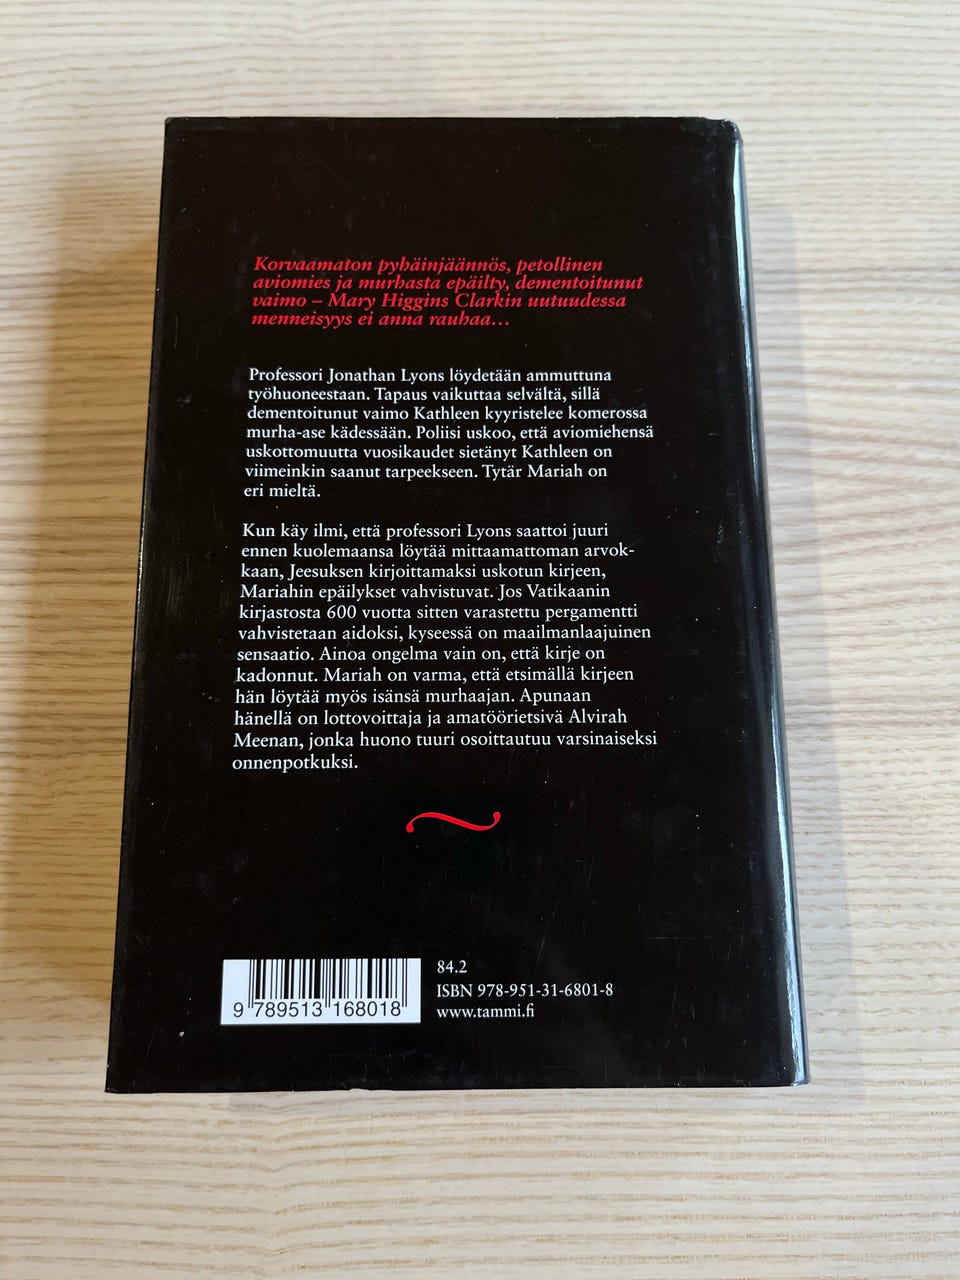 Korvaamaton pyhäinjäännös, petollinen
aviomies ja murhasta epäilty, dementoitunut
vaimo – Mary Higgins Clarkin uutuudessa
menneisyys ei anna rauhaa...
Professori Jonathan Lyons löydetään ammuttuna
työhuoneestaan. Tapaus vaikuttaa selvältä, sillä
dementoitunut vaimo Kathleen kyyristelee komerossa
murha-ase kädessään. Poliisi uskoo, että aviomiehensä
uskottomuutta vuosikaudet sietänyt Kathleen on
viimeinkin saanut tarpeekseen. Tytär Mariah on
eri mieltä.
Kun käy ilmi, että professori Lyons saattoi juuri
ennen kuolemaansa löytää mittaamattoman arvok-
kaan, Jeesuksen kirjoittamaksi uskotun kirjeen,
Mariahin epäilykset vahvistuvat. Jos Vatikaanin
kirjastosta 600 vuotta sitten varastettu pergamentti
vahvistetaan aidoksi, kyseessä on maailmanlaajuinen
sensaatio. Ainoa ongelma vain on, että kirje on
kadonnut. Mariah on varma, että etsimällä kirjeen
hän löytää myös isänsä murhaajan. Apunaan
hänellä on lottovoittaja ja amatöörietsivä Alvirah
Meenan, jonka huono tuuri osoittautuu varsinaiseksi
onnenpotkuksi.
84.2
ISBN 978-951-31-6801-8
www.tammi.fi
9 789513 168018